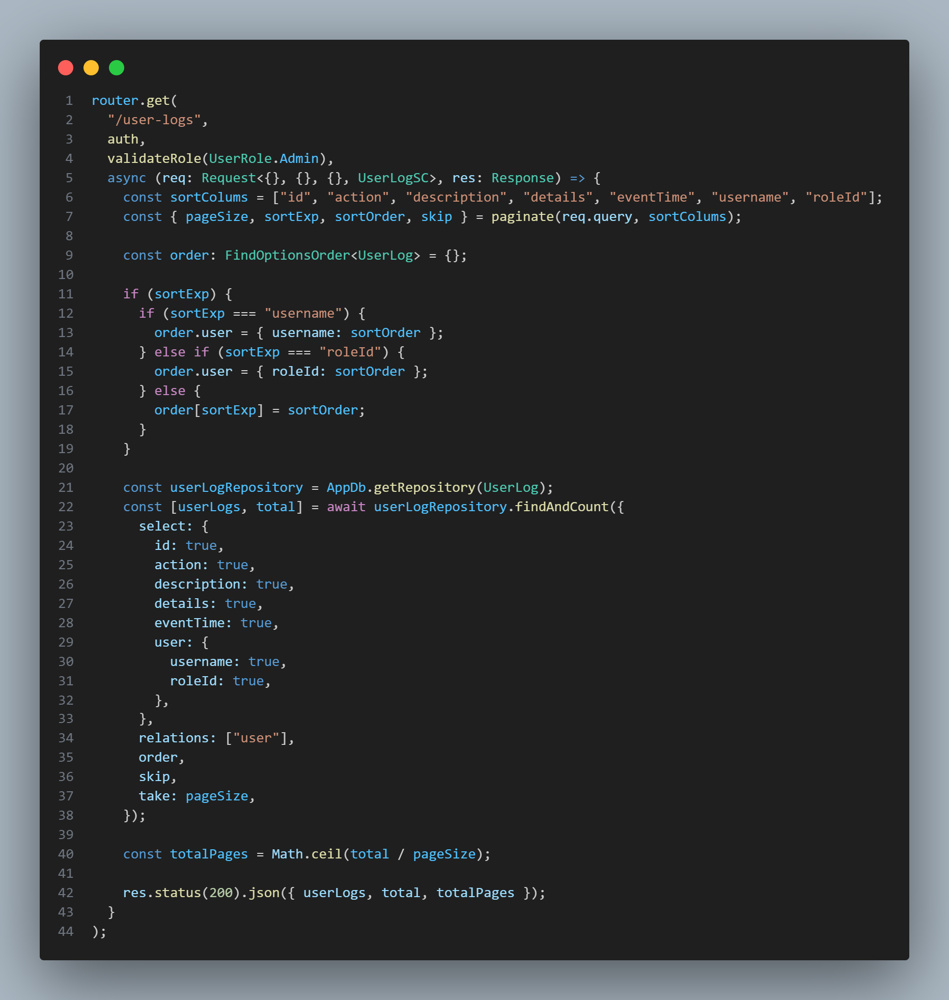 1 router.get(
2   "/user-logs",
3   auth,
4   validateRole(UserRole.Admin),
5   async (req: Request<{}, {}, {}, UserLogSC>, res: Response) => {
6     const sortColums = ["id", "action", "description", "details", "eventTime", "username", "roleId"];
7     const { pageSize, sortExp, sortOrder, skip } = paginate(req.query, sortColums);
8
9     const order: FindOptionsOrder<UserLog> = {};
10
11     if (sortExp) {
12       if (sortExp === "username") {
13         order.user = { username: sortOrder };
14       } else if (sortExp === "roleId") {
15         order.user = { roleId: sortOrder };
16       } else {
17         order[sortExp] = sortOrder;
18       }
19     }
20
21     const userLogRepository = AppDb.getRepository(UserLog);
22     const [userLogs, total] = await userLogRepository.findAndCount({
23       select: {
24         id: true,
25         action: true,
26         description: true,
27         details: true,
28         eventTime: true,
29         user: {
30           username: true,
31           roleId: true,
32         },
33       },
34       relations: ["user"],
35       order,
36       skip,
37       take: pageSize,
38     });
39
40     const totalPages = Math.ceil(total / pageSize);
41
42     res.status(200).json({ userLogs, total, totalPages });
43   }
44 );